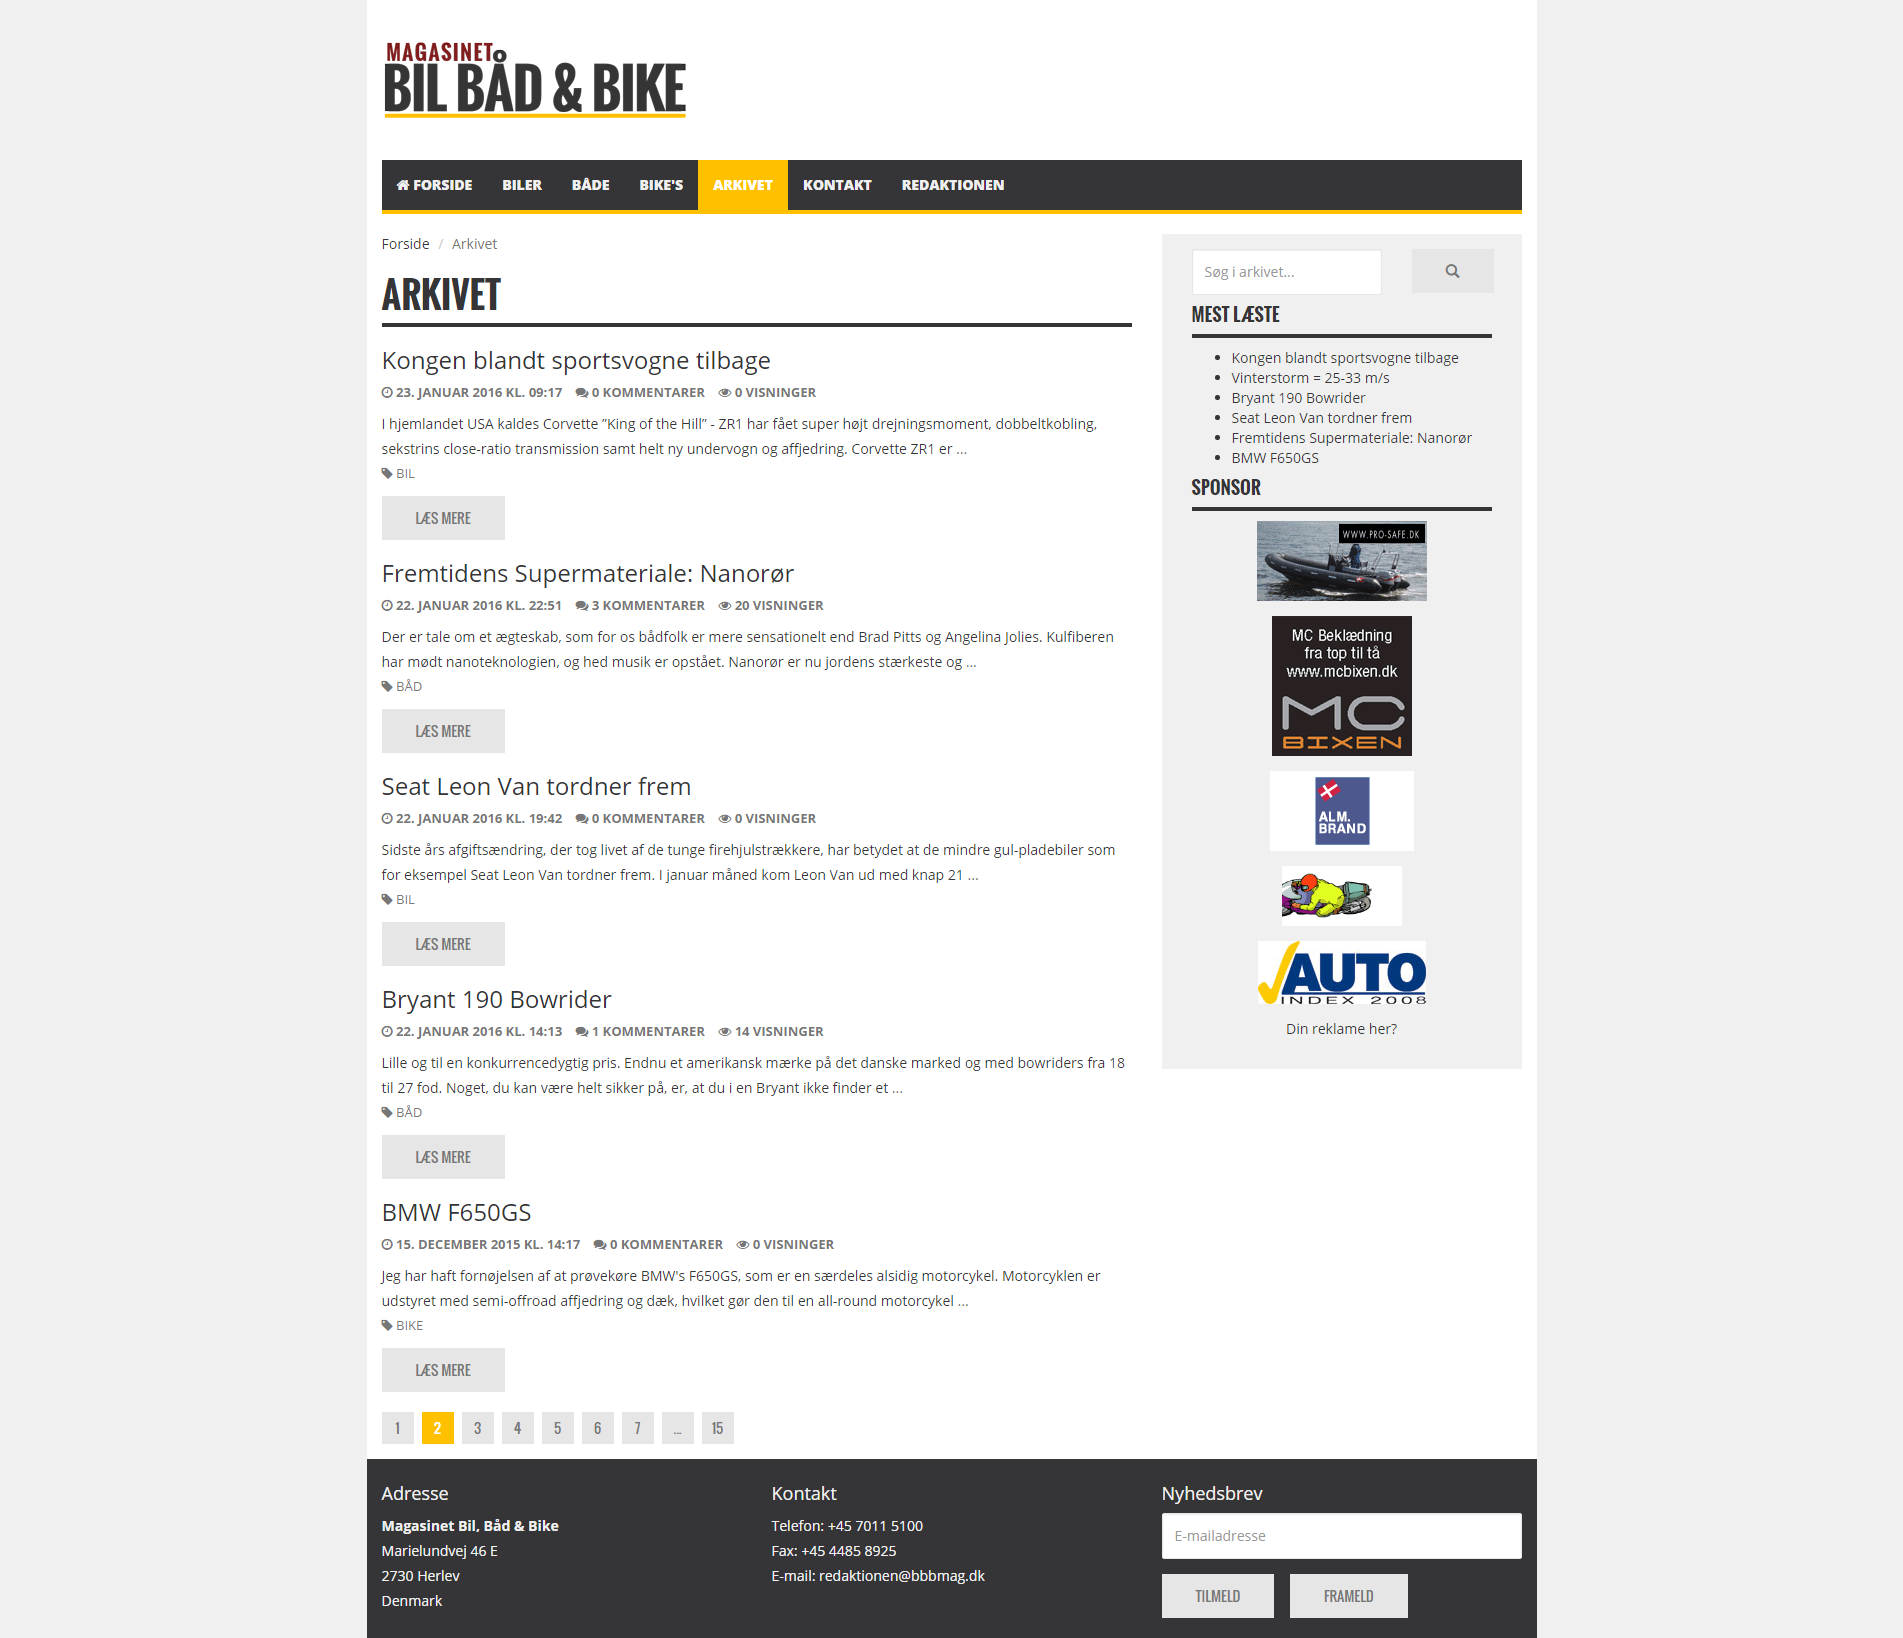 MAGASINET
BIL BÅD & BIKE
FORSIDE BILER BÅDE BIKE'S ARKIVET KONTAKT REDAKTIONEN
Forside / Arkivet
ARKIVET
Kongen blandt sportsvogne tilbage
23. JANUAR 2016 KL. 09:17 0 KOMMENTARER 0 VISNINGER
I hjemlandet USA kaldes Corvette ”King of the Hill” - ZR1 har fået super højt drejningsmoment, dobbeltkobling,
sekstrins close-ratio transmission samt helt ny undervogn og affjedring. Corvette ZR1 er ...
BIL
LÆS MERE
Fremtidens Supermateriale: Nanorør
22. JANUAR 2016 KL. 22:51 3 KOMMENTARER 20 VISNINGER
Der er tale om et ægteskab, som for os bådfolk er mere sensationelt end Brad Pitts og Angelina Jolies. Kulfiberen
har mødt nanoteknologien, og hed musik er opstået. Nanorør er nu jordens stærkeste og ...
BÅD
LÆS MERE
Seat Leon Van tordner frem
22. JANUAR 2016 KL. 19:42 0 KOMMENTARER 0 VISNINGER
Sidste års afgiftsændring, der tog livet af de tunge firehjulstrækkere, har betydet at de mindre gul-pladebiler som
for eksempel Seat Leon Van tordner frem. I januar måned kom Leon Van ud med knap 21 ...
BIL
LÆS MERE
Bryant 190 Bowrider
22. JANUAR 2016 KL. 14:13 1 KOMMENTARER 14 VISNINGER
Lille og til en konkurrencedygtig pris. Endnu et amerikansk mærke på det danske marked og med bowriders fra 18
til 27 fod. Noget, du kan være helt sikker på, er, at du i en Bryant ikke finder et ...
BÅD
LÆS MERE
BMW F650GS
15. DECEMBER 2015 KL. 14:17 0 KOMMENTARER 0 VISNINGER
Jeg har haft fornøjelsen af at prøvekøre BMW's F650GS, som er en særdeles alsidig motorcykel. Motorcyklen er
udstyret med semi-offroad affjedring og dæk, hvilket gør den til en all-round motorcykel ...
BIKE
LÆS MERE
1 2 3 4 5 6 7 ... 15
Søg i arkivet...
MEST LÆSTE
Kongen blandt sportsvogne tilbage
Vinterstorm = 25-33 m/s
Bryant 190 Bowrider
Seat Leon Van tordner frem
Fremtidens Supermateriale: Nanorør
BMW F650GS
SPONSOR
WWW.PRO-SAFE.DK
MC Beklædning
fra top til tå
www.mcbixen.dk
MC
BIXEN
ALM.
BRAND
AUTO
INDEX 2008
Din reklame her?
Adresse
Magasinet Bil, Båd & Bike
Marielundvej 46 E
2730 Herlev
Denmark
Kontakt
Telefon: +45 7011 5100
Fax: +45 4485 8925
E-mail: redaktionen@bbbmag.dk
Nyhedsbrev
E-mailadresse
TILMELD FRAMELD